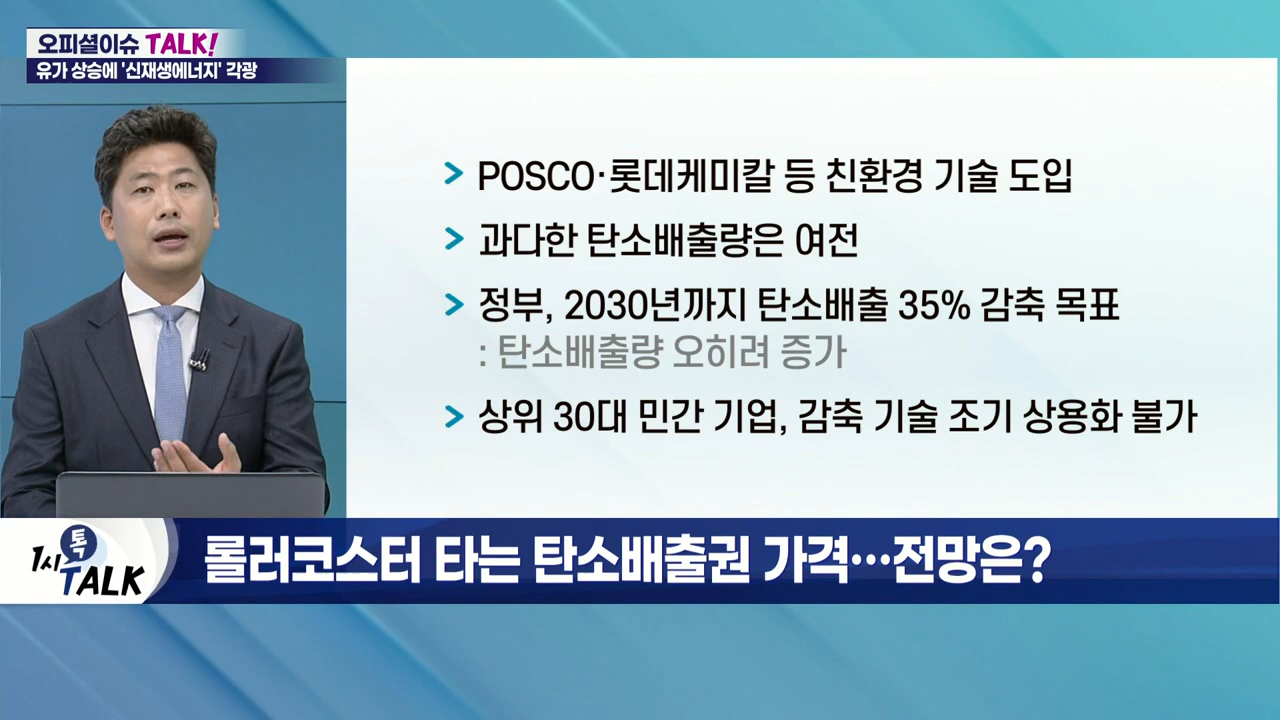 오피셜이슈 TALK!
유가 상승에 '신재생에너지' 각광
> POSCO·롯데케미칼 등 친환경 기술 도입
> 과다한 탄소배출량은 여전
> 정부, 2030년까지 탄소배출 35% 감축 목표
: 탄소배출량 오히려 증가
> 상위 30대 민간 기업, 감축 기술 조기 상용화 불가
1시 톡 TALK
롤러코스터 타는 탄소배출권 가격…전망은?